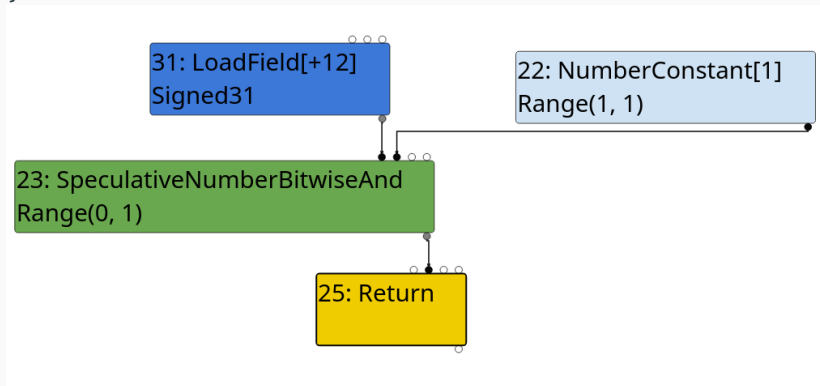 31: LoadField[+12]
Signed31
22: NumberConstant[1]
Range(1, 1)
23: SpeculativeNumberBitwiseAnd
Range(0, 1)
25: Return